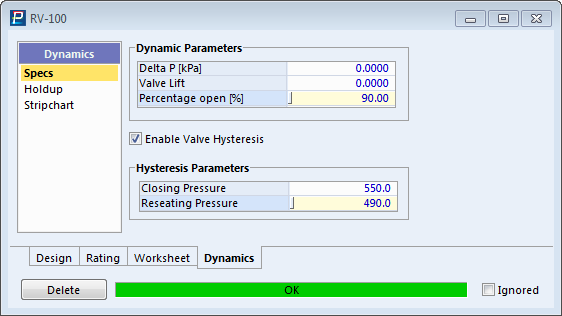 RV-100
Dynamics
Specs
Holdup
Stripchart
Dynamic Parameters
Delta P [kPa] 0.0000
Valve Lift 0.0000
Percentage open [%] 90.00
Enable Valve Hysteresis
Hysteresis Parameters
Closing Pressure 550.0
Reseating Pressure 490.0
Design Rating Worksheet Dynamics
Delete OK Ignored